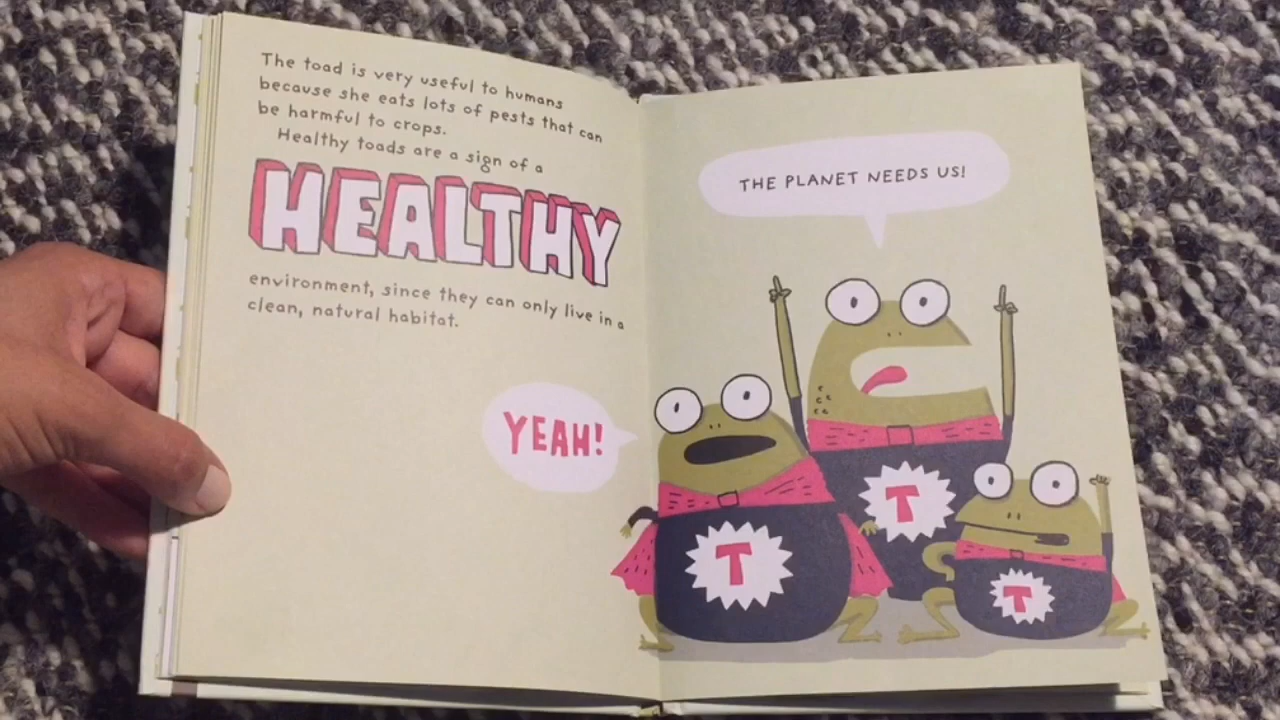 The toad is very useful to humans
because she eats lots of pests that can
be harmful to crops.
Healthy toads are a sign of a
HEALTHY
environment, since they can only live in a
clean, natural habitat.
YEAH!
THE PLANET NEEDS US!
T
T
T